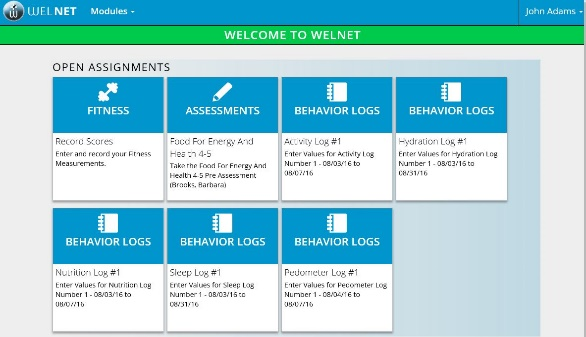 WELNET Modules John Adams
WELCOME TO WELNET
OPEN ASSIGNMENTS
FITNESS
Record Scores
Enter and record your Fitness
Measurements.
ASSESSMENTS
Food For Energy And
Health 4-5
Take the Food For Energy And
Health 4-5 Pre Assessment
(Brooks, Barbara)
BEHAVIOR LOGS
Activity Log #1
Enter Values for Activity Log
Number 1 - 08/03/16 to
08/07/16
BEHAVIOR LOGS
Hydration Log #1
Enter Values for Hydration Log
Number 1 - 08/03/16 to
08/31/16
BEHAVIOR LOGS
Nutrition Log #1
Enter Values for Nutrition Log
Number 1 - 08/03/16 to
08/07/16
BEHAVIOR LOGS
Sleep Log #1
Enter Values for Sleep Log
Number 1 - 08/03/16 to
08/31/16
BEHAVIOR LOGS
Pedometer Log #1
Enter Values for Pedometer Log
Number 1 - 08/04/16 to
08/07/16